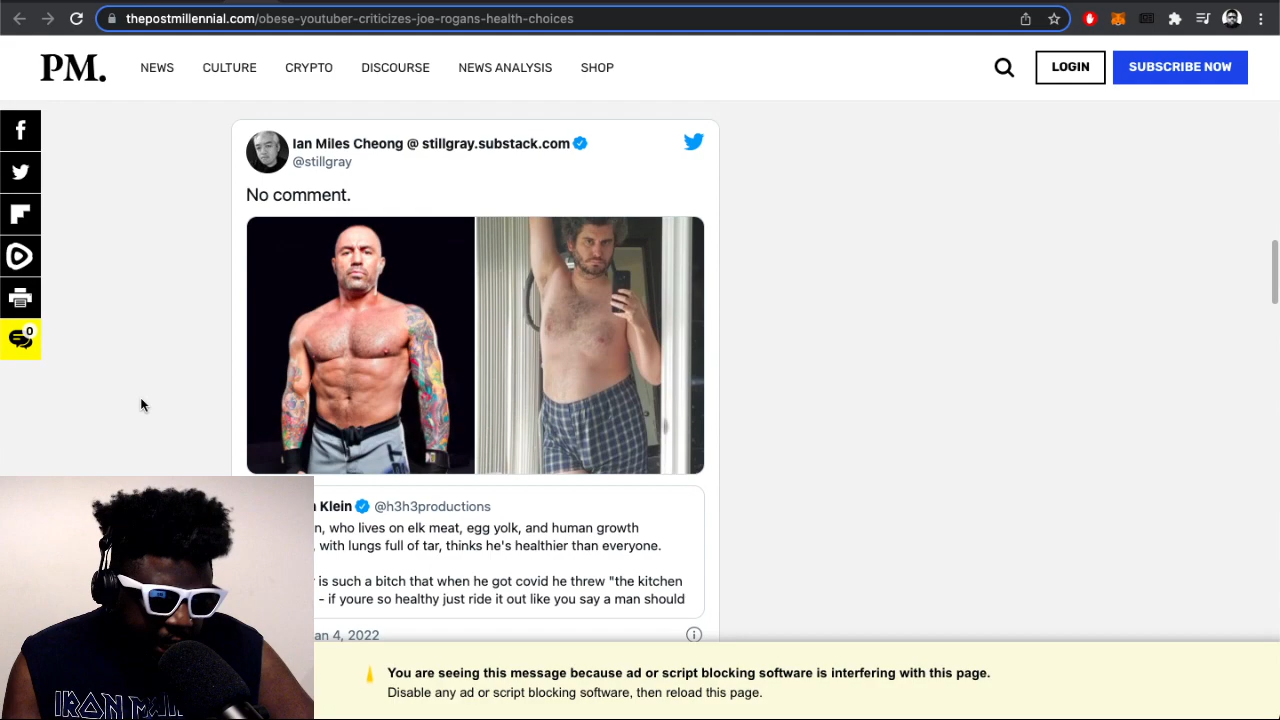 thepostmillennial.com/obese-youtuber-criticizes-joe-rogans-health-choices
PM.
NEWS CULTURE CRYPTO DISCOURSE NEWS ANALYSIS SHOP
LOGIN
SUBSCRIBE NOW
Ian Miles Cheong @ stillgray.substack.com
@stillgray
No comment.
0
Klein @h3h3productions
n, who lives on elk meat, egg yolk, and human growth
, with lungs full of tar, thinks he's healthier than everyone.
is such a bitch that when he got covid he threw "the kitchen
- if youre so healthy just ride it out like you say a man should
an 4, 2022
You are seeing this message because ad or script blocking software is interfering with this page.
Disable any ad or script blocking software, then reload this page.
IRON MAI